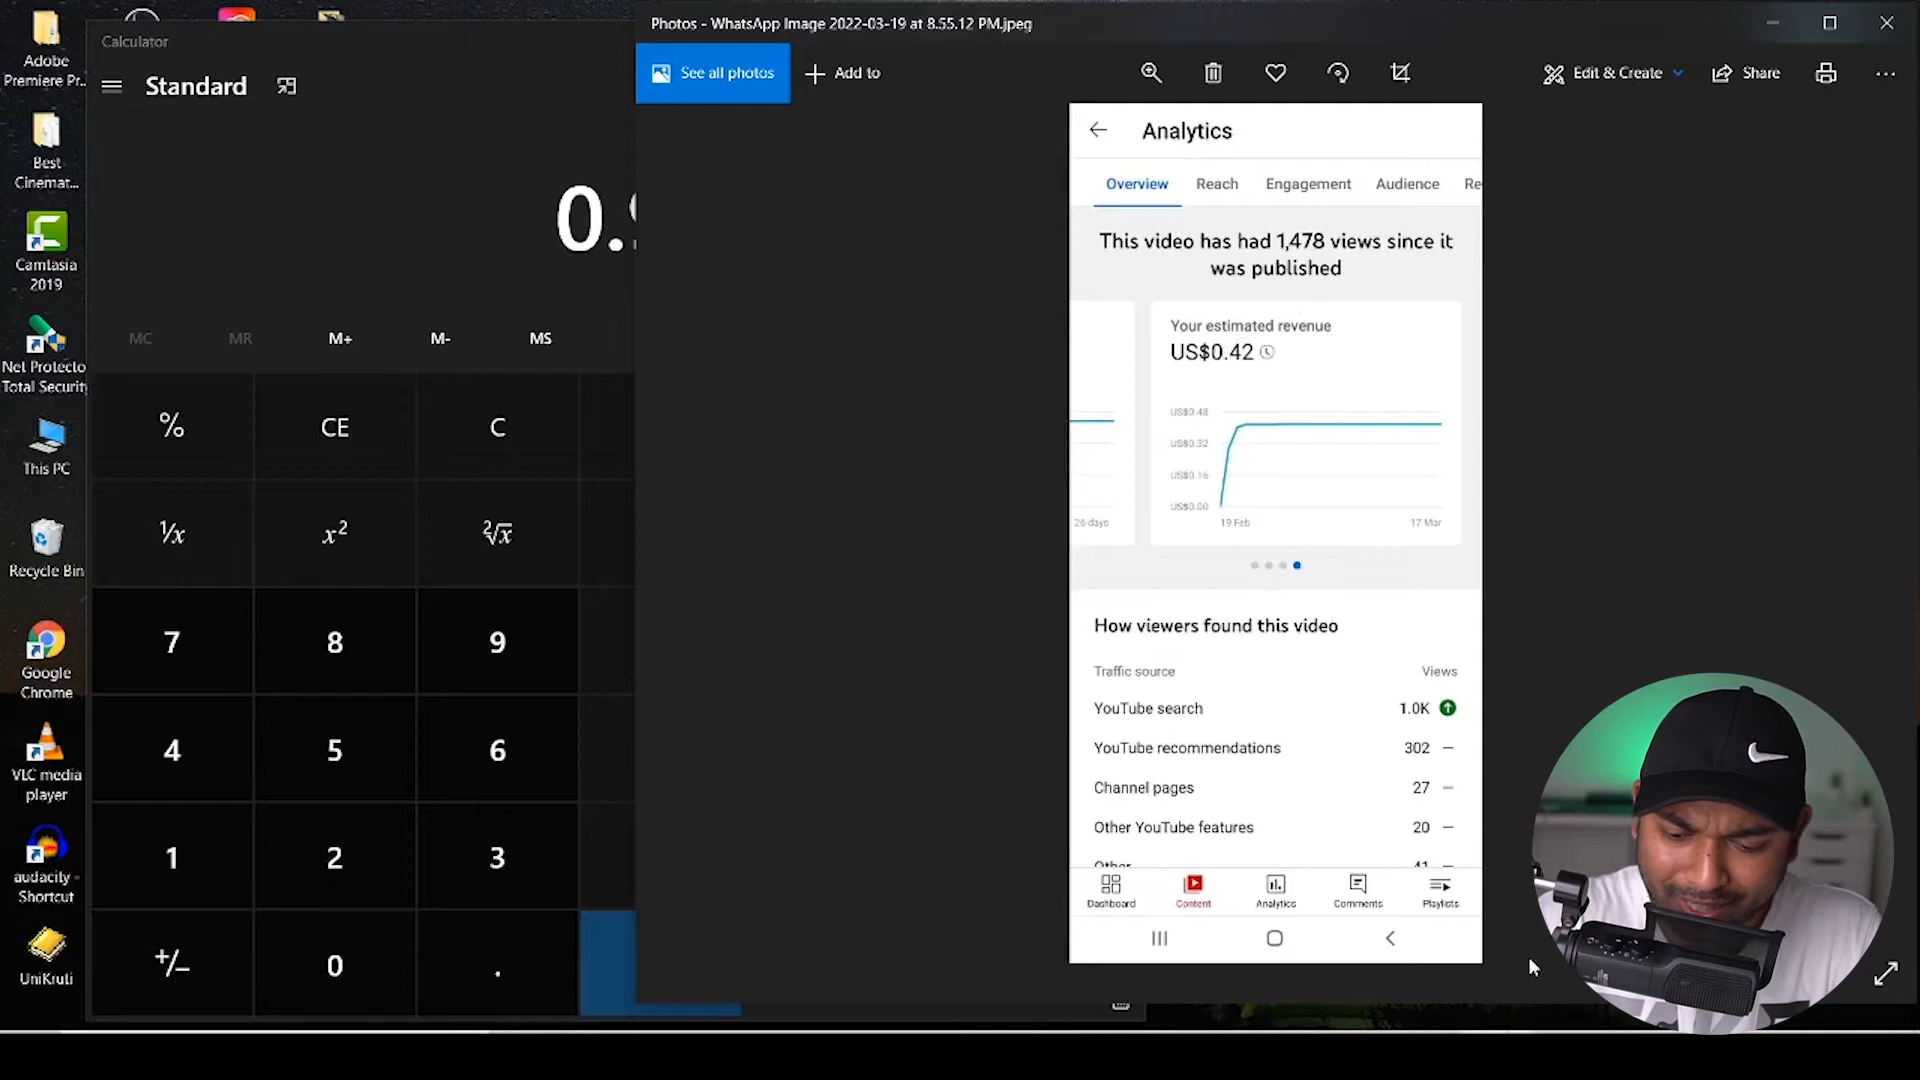 Adobe
Premiere Pr...
Best
Cinemat...
Camtasia
2019
Net Protecto
Total Securit
This PC
Recycle Bin
Google
Chrome
VLC media
player
audacity -
Shortcut
UniKruti
Calculator
Standard
0.
MC
MR
M+
M-
MS
%
CE
C
1/x
x²
²√x
7
8
9
4
5
6
1
2
3
+/−
0
.
Photos - WhatsApp Image 2022-03-19 at 8.55.12 PM.jpeg
See all photos
Add to
Edit & Create
Share
Analytics
Overview
Reach
Engagement
Audience
Re
This video has had 1,478 views since it
was published
Your estimated revenue
US$0.42
US$0.48
US$0.32
US$0.16
US$0.00
26 days
19 Feb
17 Mar
How viewers found this video
Traffic source
Views
YouTube search
1.0K
YouTube recommendations
302
Channel pages
27
Other YouTube features
20
Other
41
Dashboard
Content
Analytics
Comments
Playlists